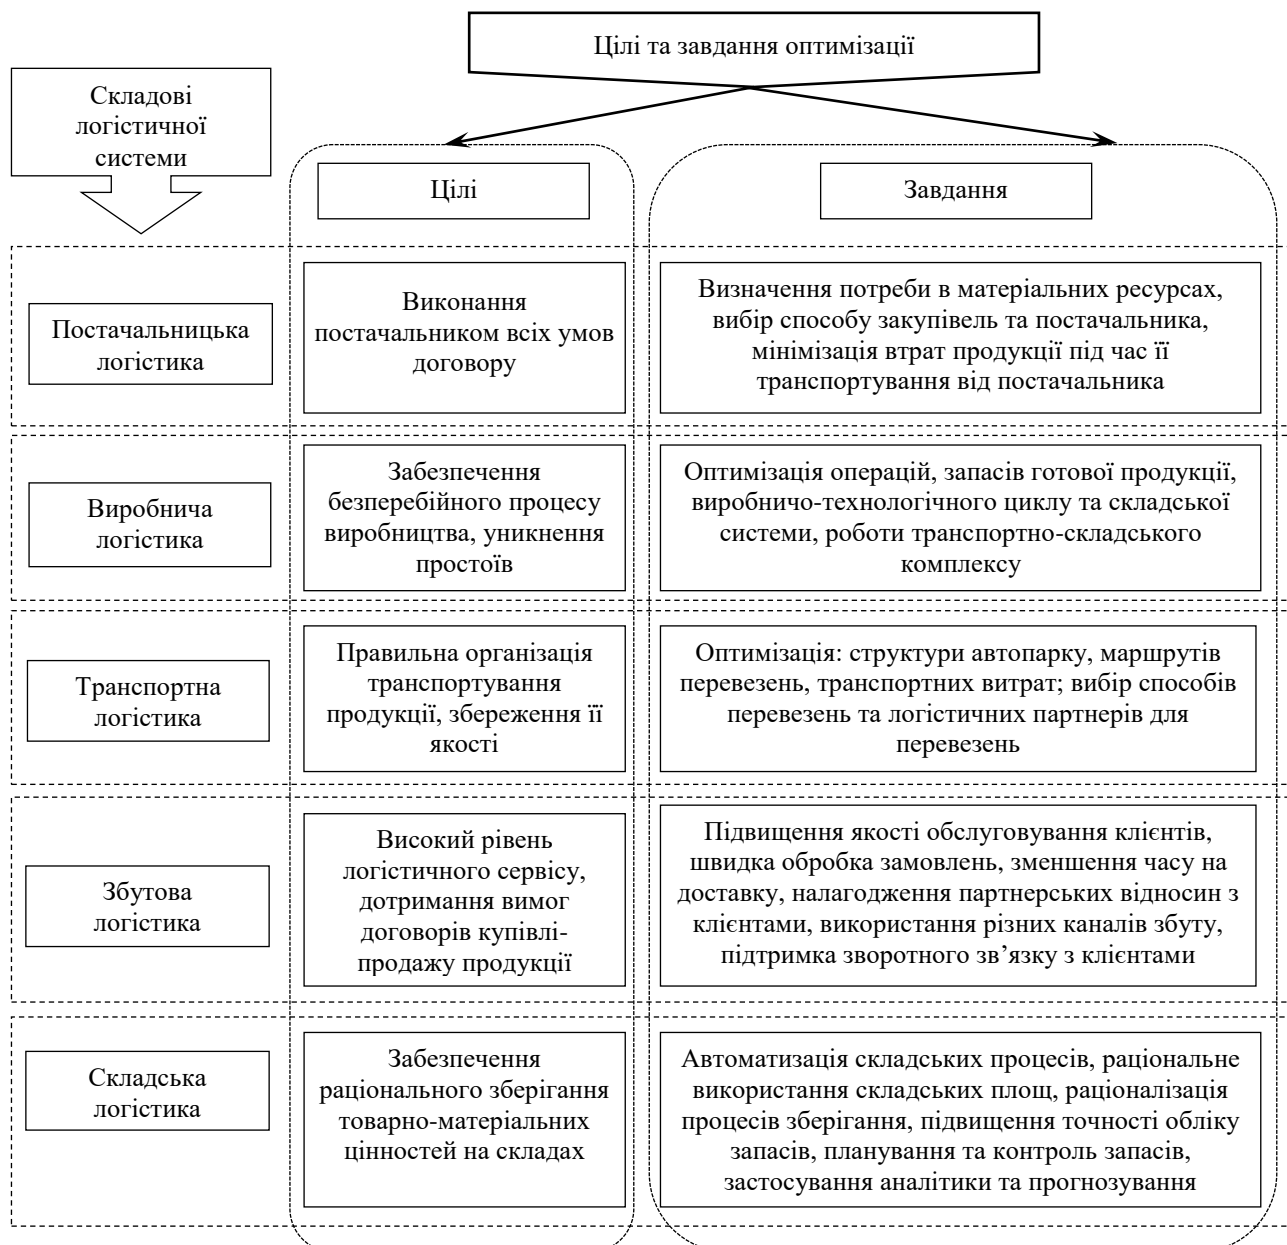 Цілі та завдання оптимізації
Складові
логістичної
системи
Цілі
Завдання
Постачальницька
логістика
Виконання
постачальником всіх умов
договору
Визначення потреби в матеріальних ресурсах,
вибір способу закупівель та постачальника,
мінімізація втрат продукції під час її
транспортування від постачальника
Виробнича
логістика
Забезпечення
безперебійного процесу
виробництва, уникнення
простоїв
Оптимізація операцій, запасів готової продукції,
виробничо-технологічного циклу та складської
системи, роботи транспортно-складського
комплексу
Транспортна
логістика
Правильна організація
транспортування
продукції, збереження її
якості
Оптимізація: структури автопарку, маршрутів
перевезень, транспортних витрат; вибір способів
перевезень та логістичних партнерів для
перевезень
Збутова
логістика
Високий рівень
логістичного сервісу,
дотримання вимог
договорів купівлі-
продажу продукції
Підвищення якості обслуговування клієнтів,
швидка обробка замовлень, зменшення часу на
доставку, налагодження партнерських відносин з
клієнтами, використання різних каналів збуту,
підтримка зворотного зв’язку з клієнтами
Складська
логістика
Забезпечення
раціонального зберігання
товарно-матеріальних
цінностей на складах
Автоматизація складських процесів, раціональне
використання складських площ, раціоналізація
процесів зберігання, підвищення точності обліку
запасів, планування та контроль запасів,
застосування аналітики та прогнозування